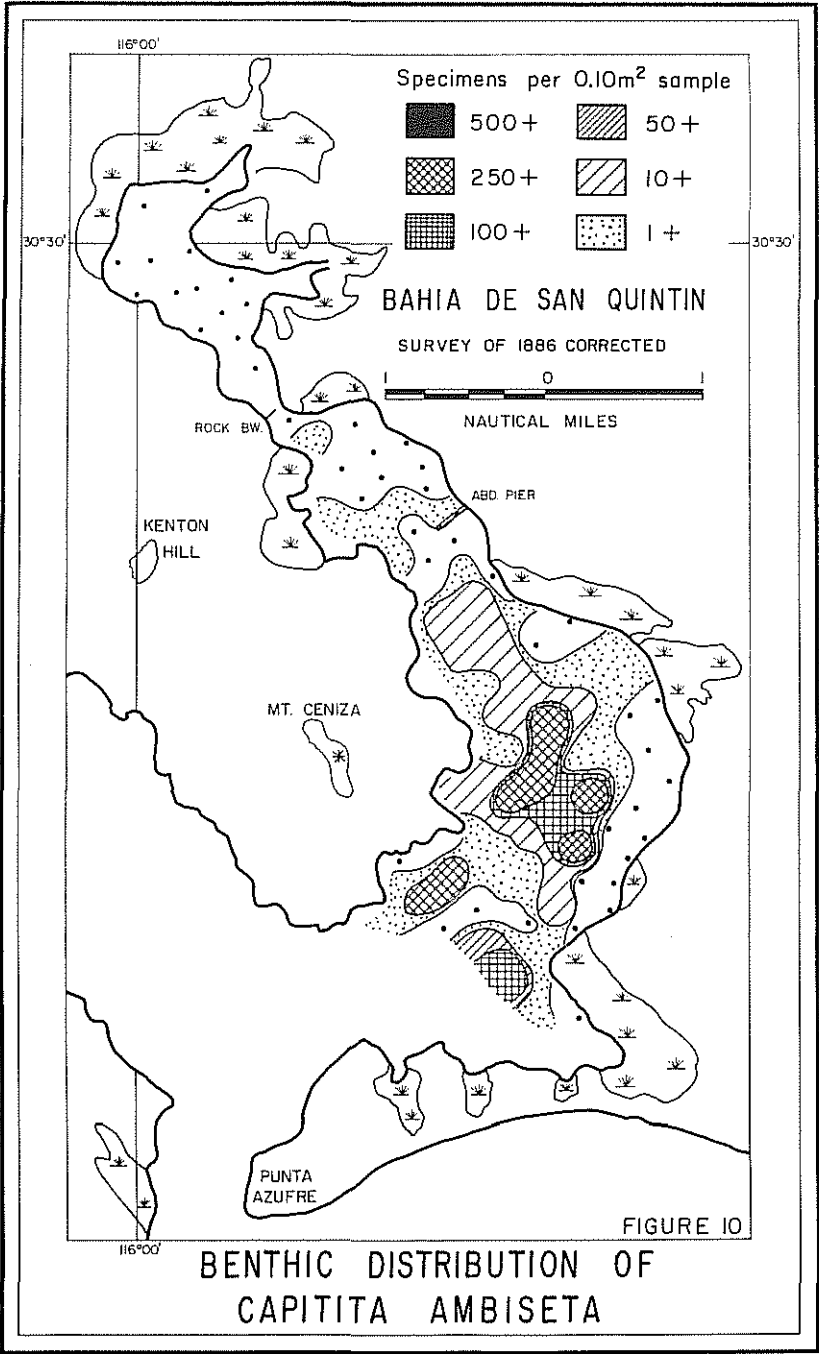 116°00'
Specimens per 0.10m² sample
500+ 50+
250+ 10+
100+ 1+
30°30' 30°30'
BAHIA DE SAN QUINTIN
SURVEY OF 1886 CORRECTED
1 0 1
NAUTICAL MILES
ROCK BW.
ABD. PIER
KENTON
HILL
MT. CENIZA
PUNTA
AZUFRE
FIGURE 10
116°00'
BENTHIC DISTRIBUTION OF
CAPITITA AMBISETA